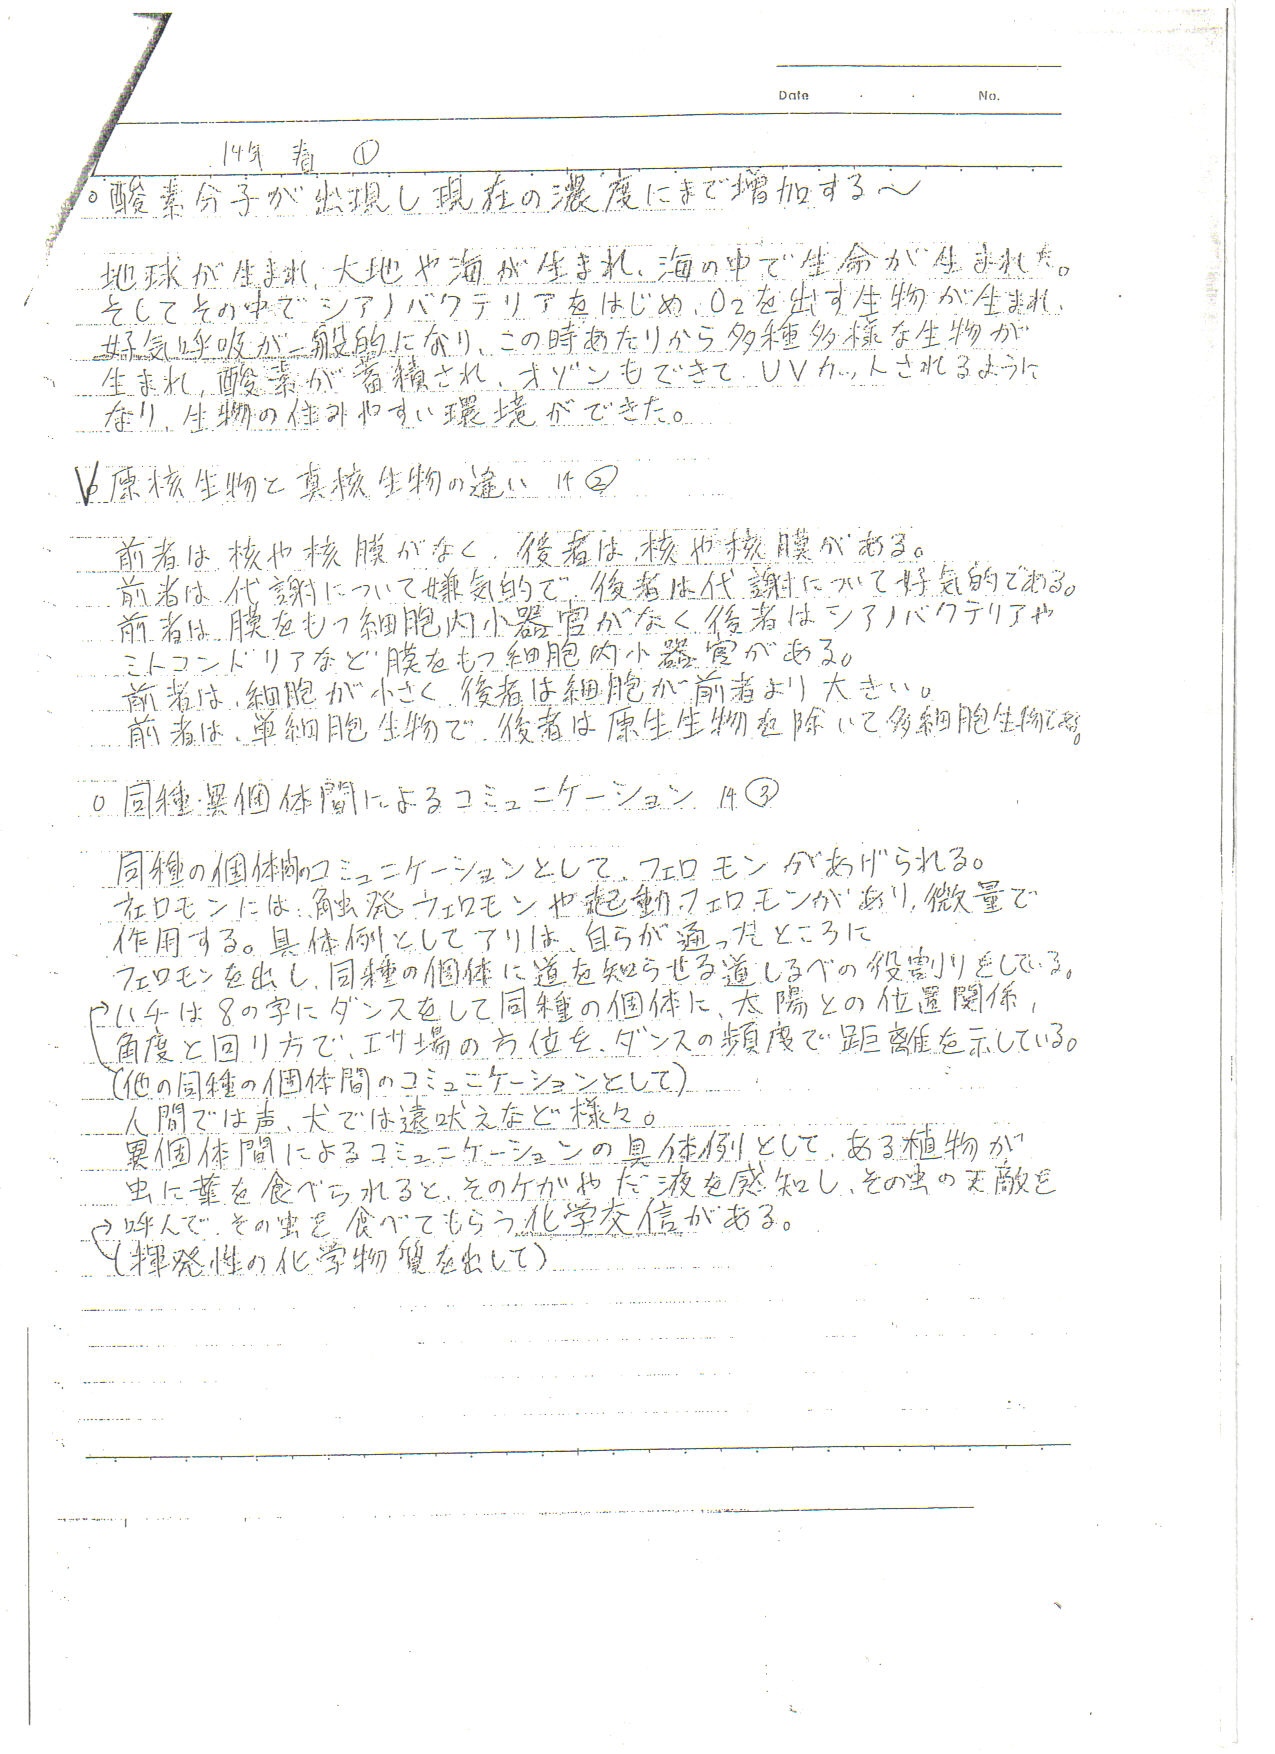 Date . . No.
14年 春 ①
○酸素分子が出現し現在の濃度にまで増加する〜
地球が生まれ、大地や海が生まれ、海の中で生命が生まれた。
そしてその中でシアノバクテリアをはじめ、O2を出す生物が生まれ、
好気呼吸が一般的になり、この時あたりから多種多様な生物が
生まれ、酸素が蓄積され、オゾンもできて、UVカットされるように
なり、生物の住みやすい環境ができた。
○原核生物と真核生物の違い 14 ②
前者は核や核膜がなく、後者は核や核膜がある。
前者は代謝について嫌気的で、後者は代謝について好気的である。
前者は膜をもつ細胞内小器官がなく後者はシアノバクテリアや
ミトコンドリアなど膜をもつ細胞内小器官がある。
前者は、細胞が小さく、後者は細胞が前者より大きい。
前者は、単細胞生物で、後者は原生生物を除いて多細胞生物である。
○同種・異個体間によるコミュニケーション 14 ③
同種の個体間のコミュニケーションとして、フェロモンがあげられる。
フェロモンには、触発フェロモンや起動フェロモンがあり、微量で
作用する。具体例としてアリは、自らが通ったところに
フェロモンを出し、同種の個体に道を知らせる道しるべの役割りをしている。
ハチは8の字にダンスをして同種の個体に、太陽との位置関係,
角度と回り方で、エサ場の方位を、ダンスの頻度で距離を示している。
(他の同種の個体間のコミュニケーションとして)
人間では声、犬では遠吠えなど様々。
異個体間によるコミュニケーションの具体例として、ある植物が
虫に葉を食べられると、そのケガやだ液を感知し、その虫の天敵を
呼んで、その虫を食べてもらう化学交信がある。
(揮発性の化学物質を出して)